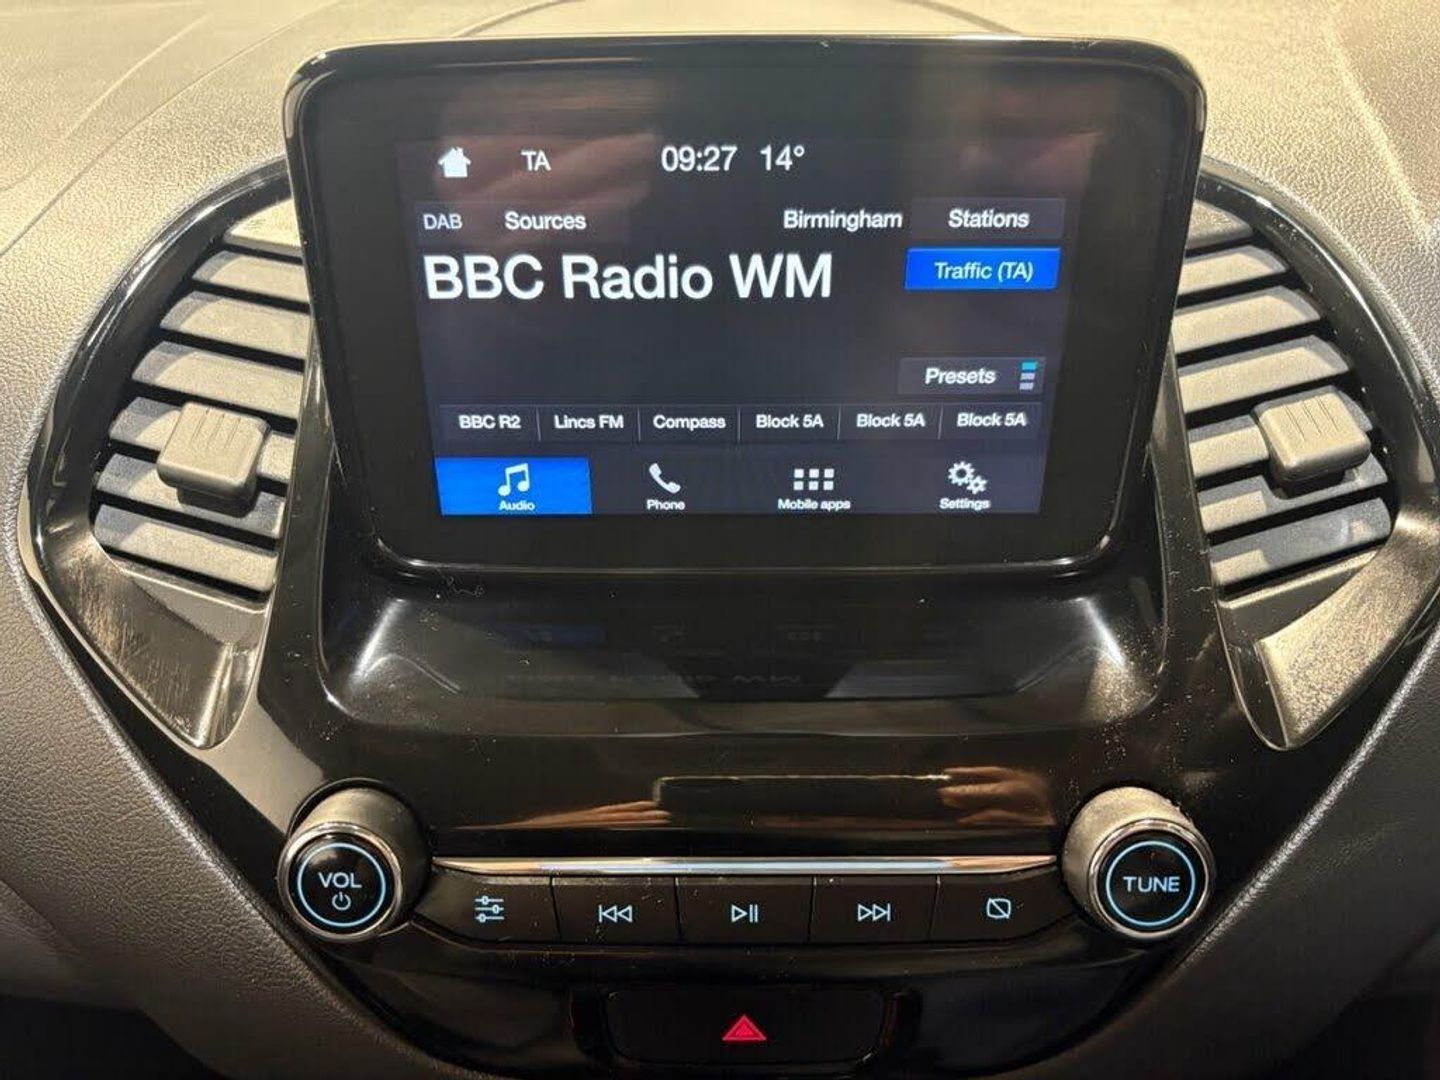 TA 09:27 14°
DAB Sources Birmingham Stations
BBC Radio WM Traffic (TA)
Presets
BBC R2 Lincs FM Compass Block 5A Block 5A Block 5A
Audio Phone Mobile apps Settings
VOL TUNE